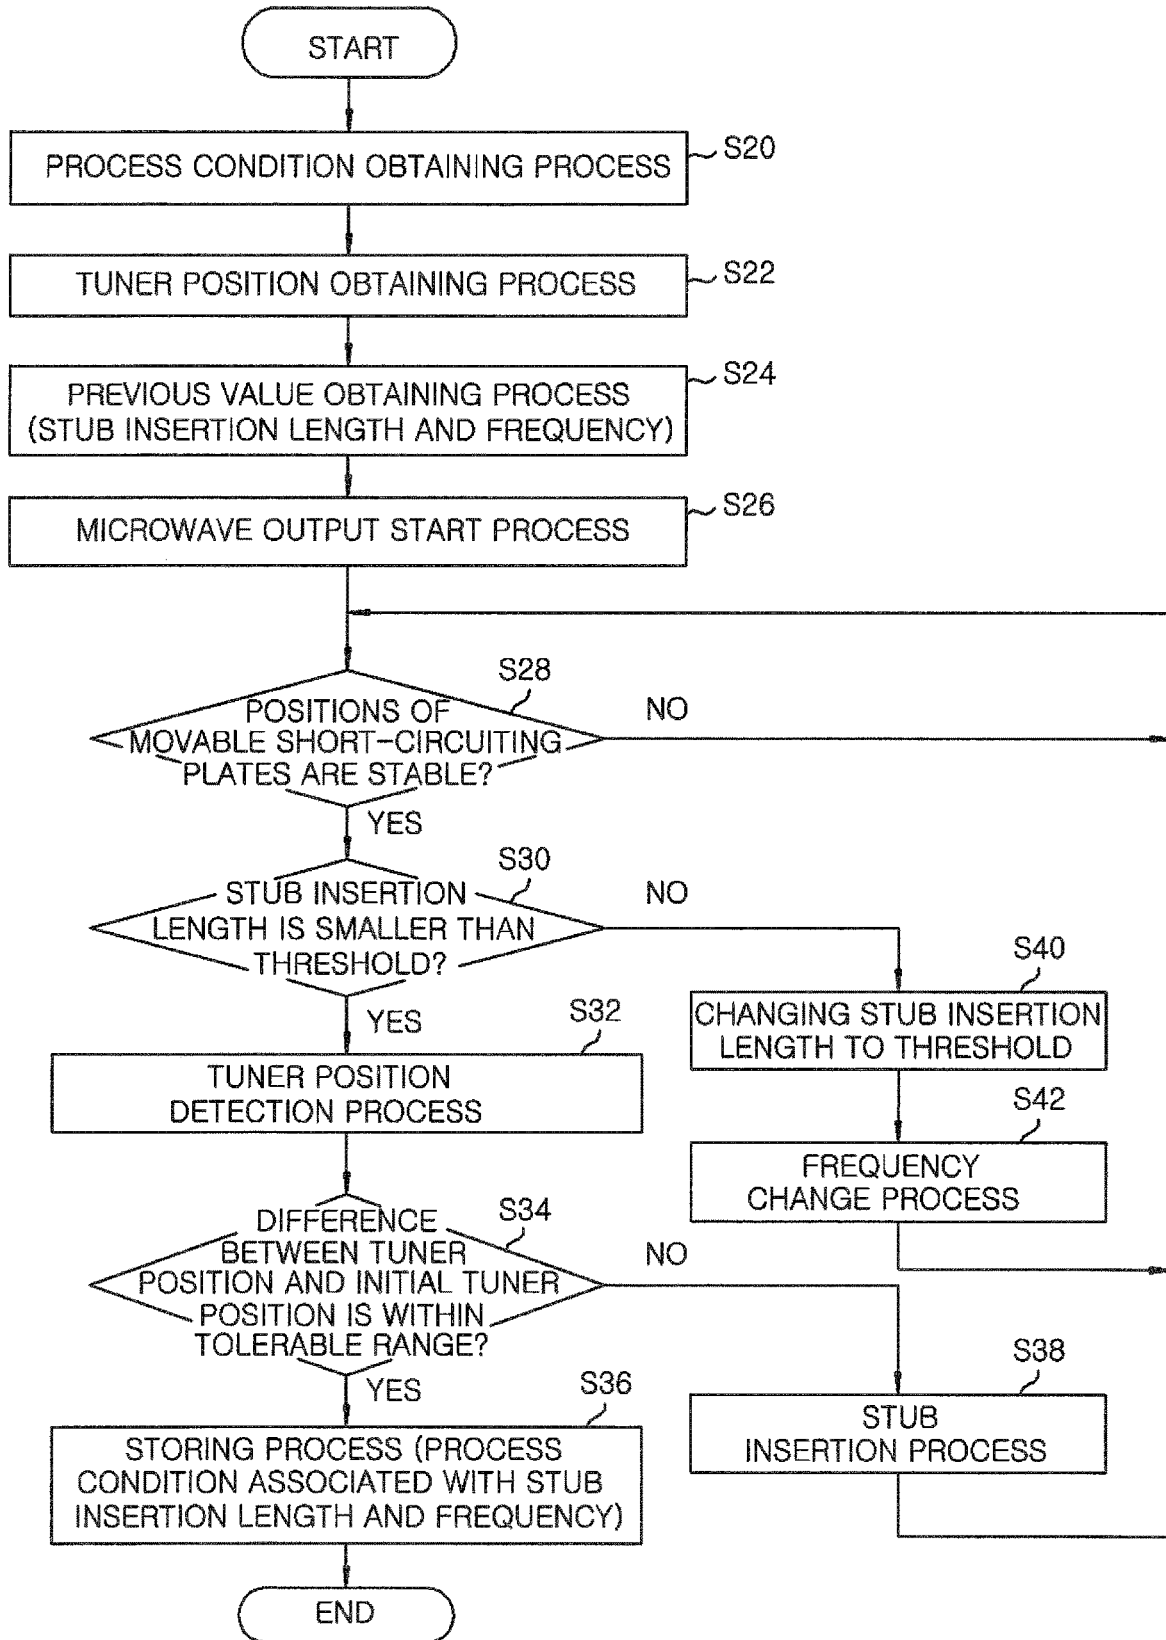 START
PROCESS CONDITION OBTAINING PROCESS
S20
TUNER POSITION OBTAINING PROCESS
S22
PREVIOUS VALUE OBTAINING PROCESS
(STUB INSERTION LENGTH AND FREQUENCY)
S24
MICROWAVE OUTPUT START PROCESS
S26
S28
POSITIONS OF
MOVABLE SHORT-CIRCUITING
PLATES ARE STABLE?
NO
YES
S30
STUB INSERTION
LENGTH IS SMALLER THAN
THRESHOLD?
NO
YES
S40
CHANGING STUB INSERTION
LENGTH TO THRESHOLD
S32
TUNER POSITION
DETECTION PROCESS
S42
FREQUENCY
CHANGE PROCESS
S34
DIFFERENCE
BETWEEN TUNER
POSITION AND INITIAL TUNER
POSITION IS WITHIN
TOLERABLE RANGE?
NO
YES
S38
STUB
INSERTION PROCESS
S36
STORING PROCESS (PROCESS
CONDITION ASSOCIATED WITH STUB
INSERTION LENGTH AND FREQUENCY)
END